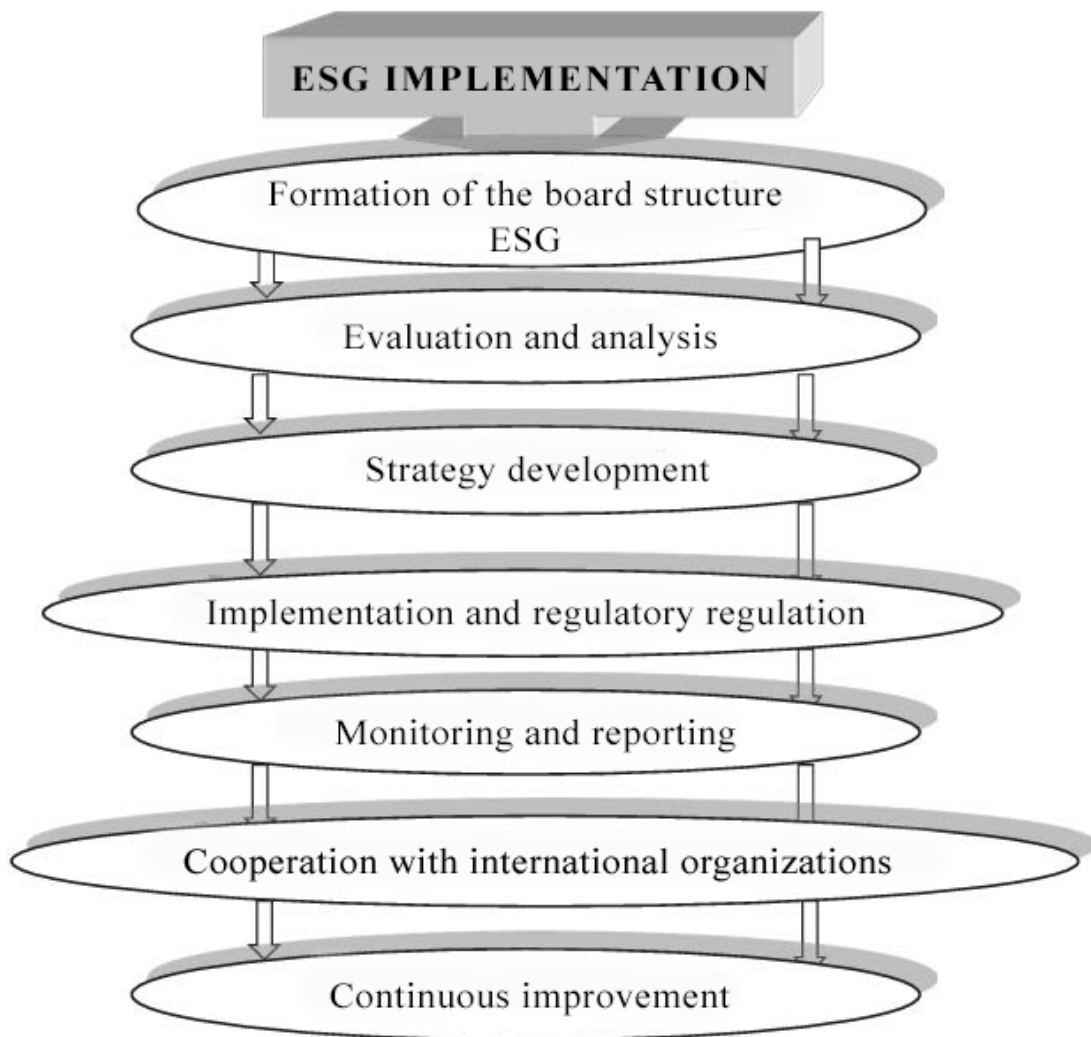 ESG IMPLEMENTATION
Formation of the board structure
ESG
Evaluation and analysis
Strategy development
Implementation and regulatory regulation
Monitoring and reporting
Cooperation with international organizations
Continuous improvement